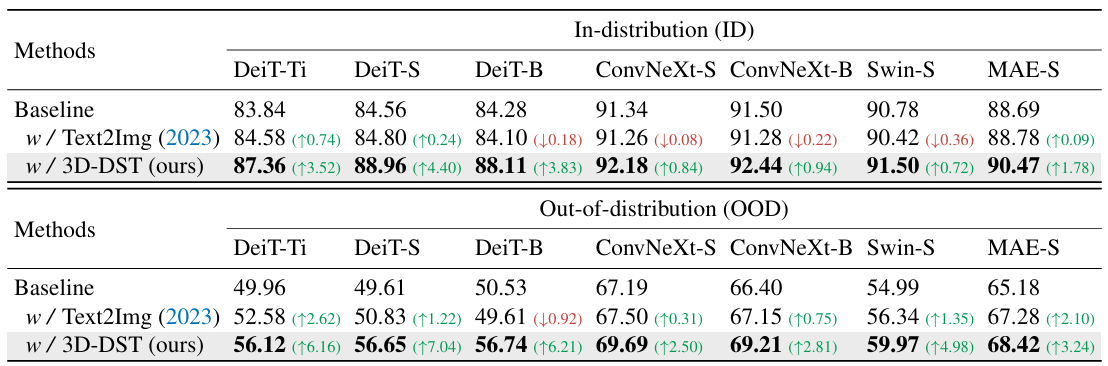 Methods In-distribution (ID)
DeiT-Ti DeiT-S DeiT-B ConvNeXt-S ConvNeXt-B Swin-S MAE-S
Baseline 83.84 84.56 84.28 91.34 91.50 90.78 88.69
w / Text2Img (2023) 84.58 (↑0.74) 84.80 (↑0.24) 84.10 (↓0.18) 91.26 (↓0.08) 91.28 (↓0.22) 90.42 (↓0.36) 88.78 (↑0.09)
w / 3D-DST (ours) 87.36 (↑3.52) 88.96 (↑4.40) 88.11 (↑3.83) 92.18 (↑0.84) 92.44 (↑0.94) 91.50 (↑0.72) 90.47 (↑1.78)
Methods Out-of-distribution (OOD)
DeiT-Ti DeiT-S DeiT-B ConvNeXt-S ConvNeXt-B Swin-S MAE-S
Baseline 49.96 49.61 50.53 67.19 66.40 54.99 65.18
w / Text2Img (2023) 52.58 (↑2.62) 50.83 (↑1.22) 49.61 (↓0.92) 67.50 (↑0.31) 67.15 (↑0.75) 56.34 (↑1.35) 67.28 (↑2.10)
w / 3D-DST (ours) 56.12 (↑6.16) 56.65 (↑7.04) 56.74 (↑6.21) 69.69 (↑2.50) 69.21 (↑2.81) 59.97 (↑4.98) 68.42 (↑3.24)